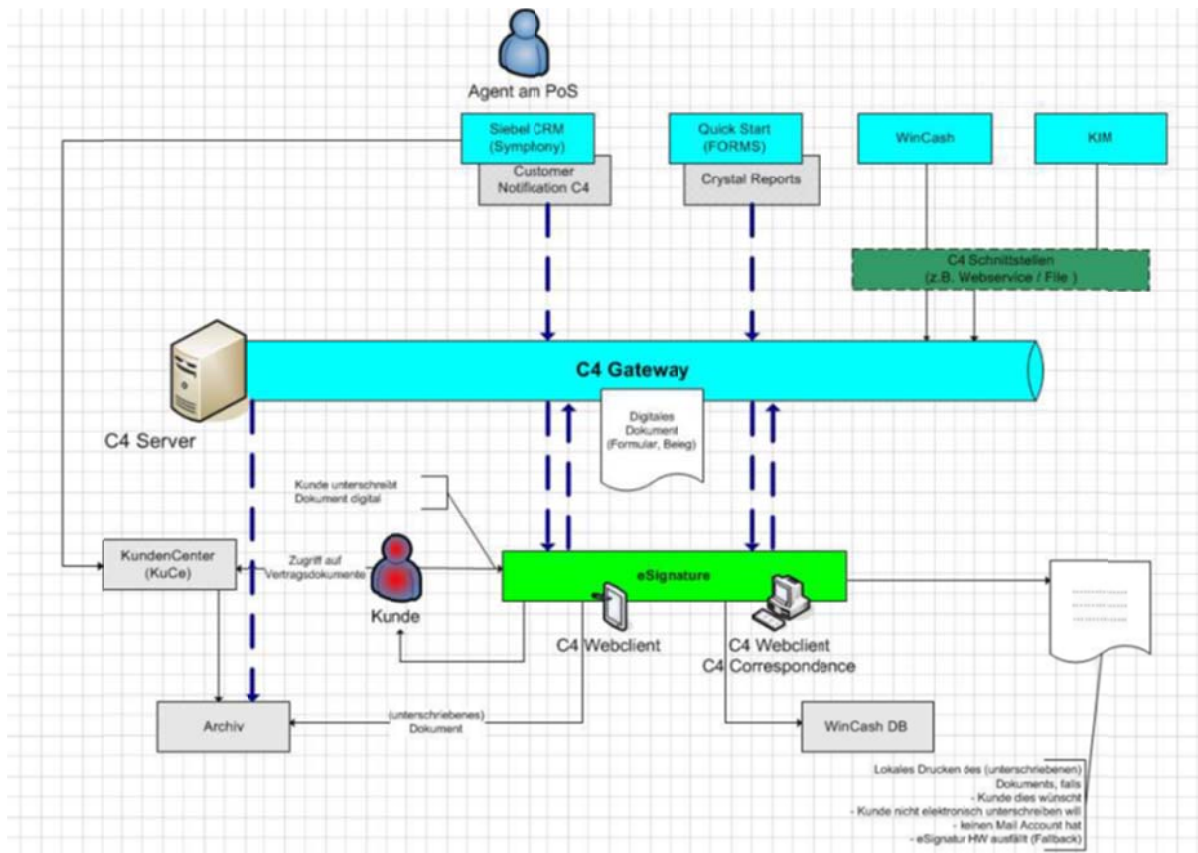 Agent am PoS
Siebel CRM
(Symphony)
Customer
Notifikation C4
Quick Start
(FORMS)
Crystal Reports
WinCash
KIM
C4 Schnittstellen
(z.B. Webservice / File )
C4 Gateway
C4 Server
Digitales
Dokument
(Formular, Beleg)
Kunde unterschreibt
Dokument digital
KundenCenter
(KuCe)
Zugriff auf
Vertragsdokumente
Kunde
eSignature
C4 Webclient
C4 Webclient
C4 Correspondence
Archiv
(unterschriebenes)
Dokument
WinCash DB
Lokales Drucken des (unterschriebenen)
Dokuments, falls
- Kunde dies wünscht
- Kunde nicht elektronisch unterschreiben will
- keinen Mail Account hat
- eSignatur HW ausfällt (Fallback)